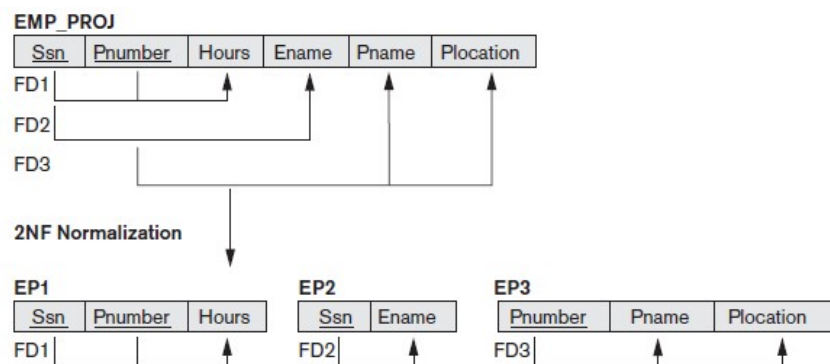 EMP_PROJ
Ssn Pnumber Hours Ename Pname Plocation
FD1
FD2
FD3
2NF Normalization
EP1 EP2 EP3
Ssn Pnumber Hours Ssn Ename Pnumber Pname Plocation
FD1 FD2 FD3